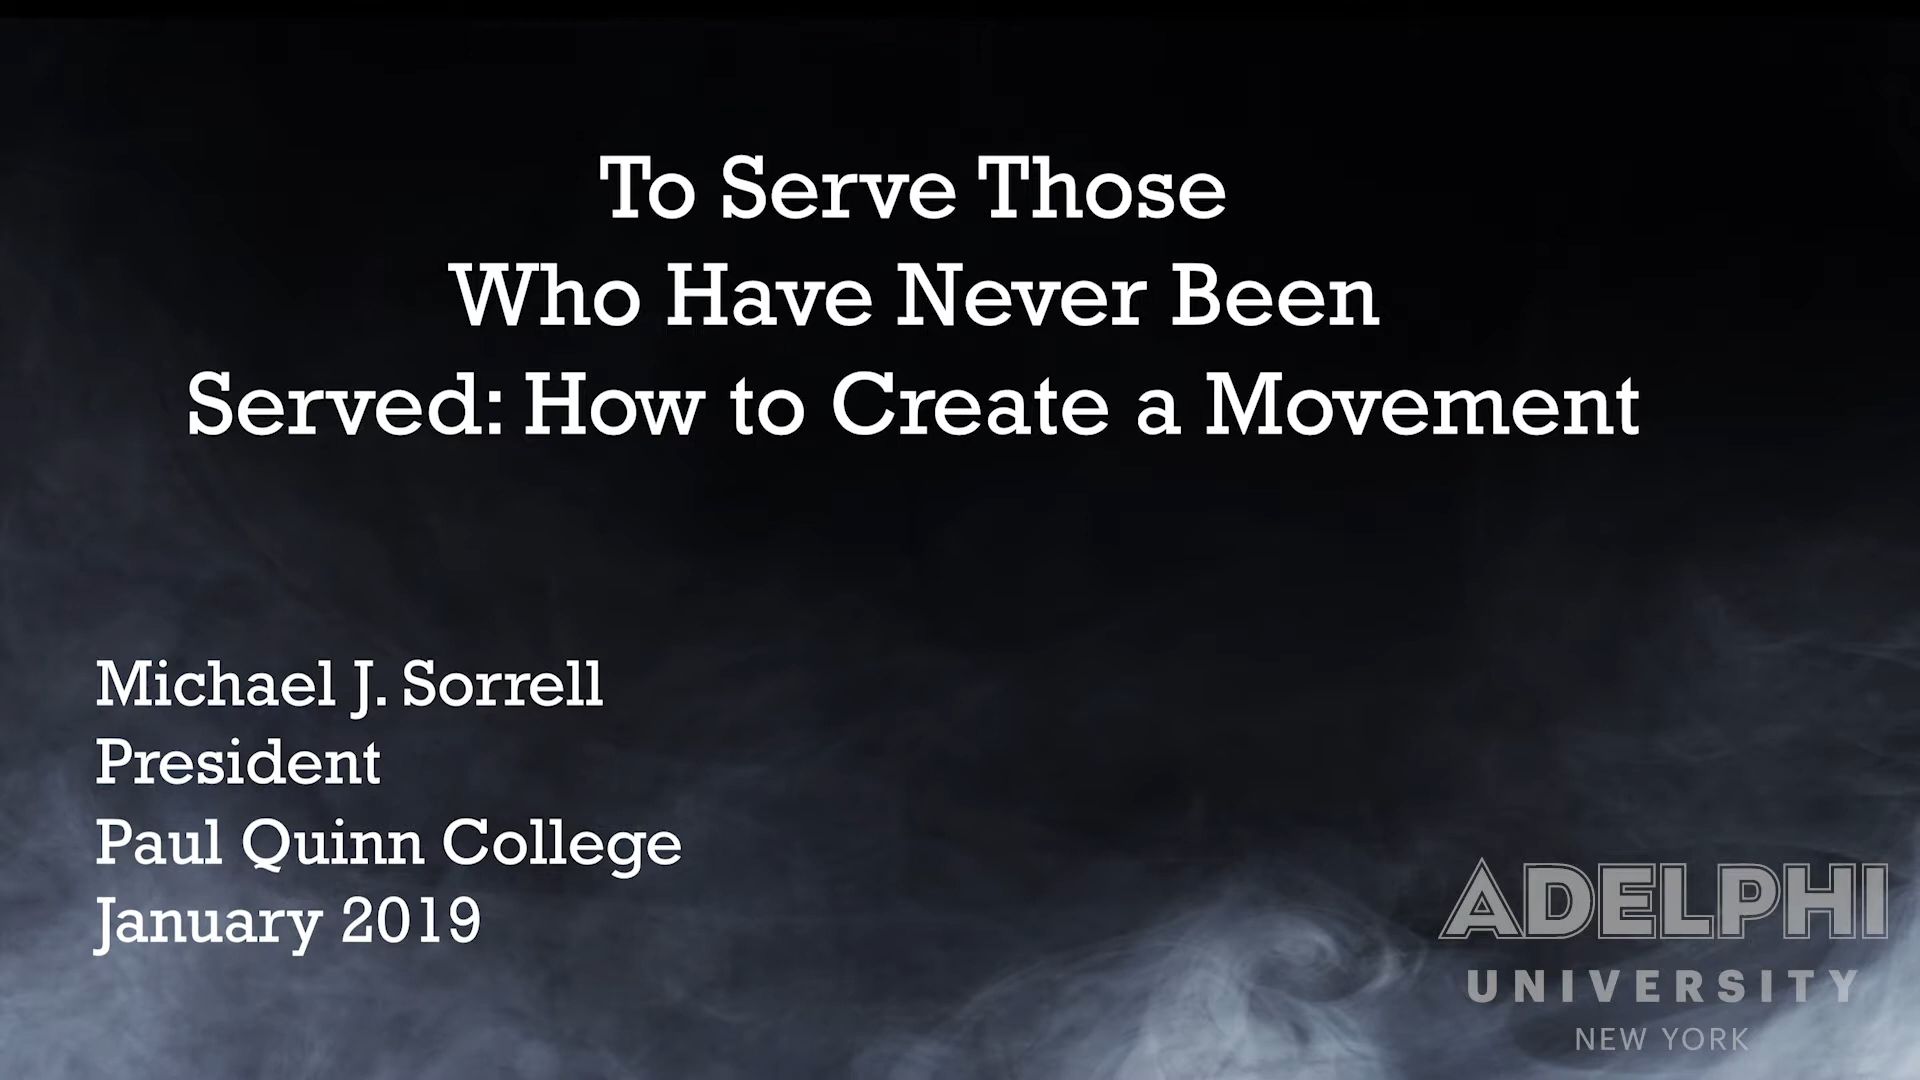 To Serve Those
Who Have Never Been
Served: How to Create a Movement
Michael J. Sorrell
President
Paul Quinn College
January 2019
ADELPHI
UNIVERSITY
NEW YORK